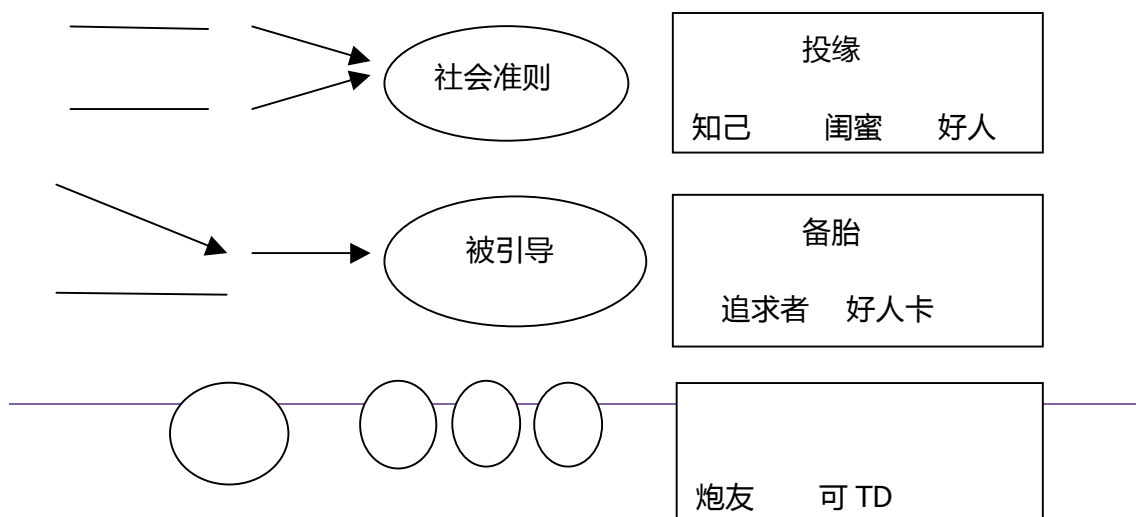 投缘
社会准则
知己 闺蜜 好人
备胎
被引导
追求者 好人卡
炮友 可 TD